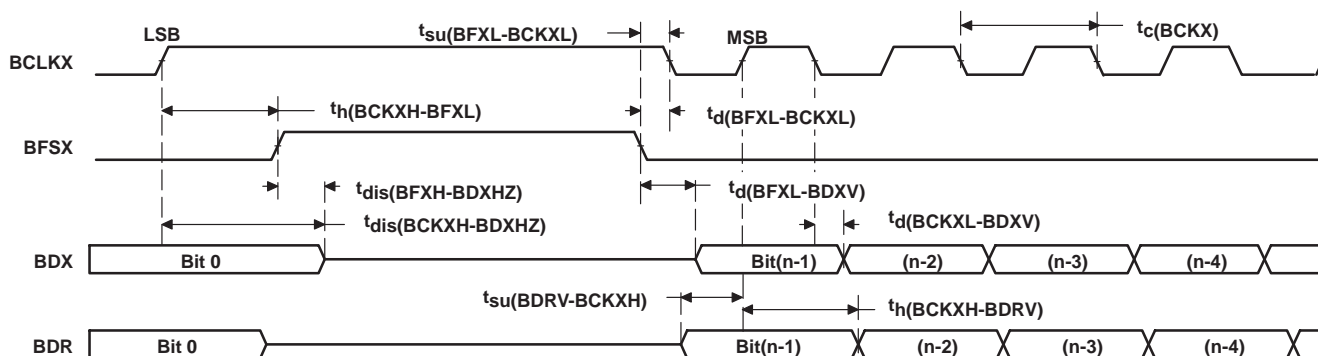 LSB
tsu(BFXL-BCKXL)
MSB
tc(BCKX)
BCLKX
th(BCKXH-BFXL)
td(BFXL-BCKXL)
BFSX
tdis(BFXH-BDXHZ)
td(BFXL-BDXV)
tdis(BCKXH-BDXHZ)
td(BCKXL-BDXV)
BDX Bit 0 Bit(n-1) (n-2) (n-3) (n-4)
tsu(BDRV-BCKXH)
th(BCKXH-BDRV)
BDR Bit 0 Bit(n-1) (n-2) (n-3) (n-4)